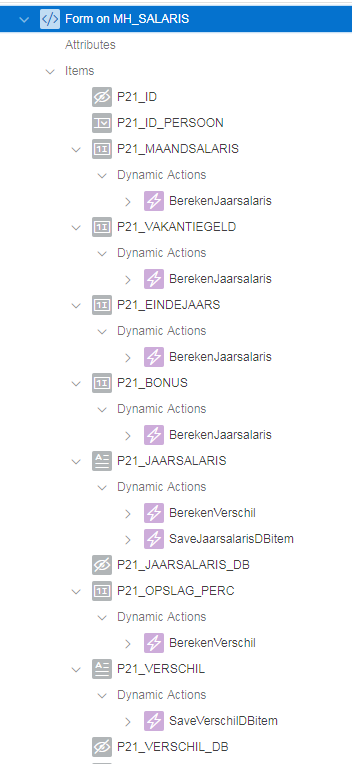 Form on MH_SALARIS
Attributes
Items
P21_ID
P21_ID_PERSOON
P21_MAANDSALARIS
Dynamic Actions
BerekenJaarsalaris
P21_VAKANTIEGELD
Dynamic Actions
BerekenJaarsalaris
P21_EINDEJAARS
Dynamic Actions
BerekenJaarsalaris
P21_BONUS
Dynamic Actions
BerekenJaarsalaris
P21_JAARSALARIS
Dynamic Actions
BerekenVerschil
SaveJaarsalarisDBitem
P21_JAARSALARIS_DB
P21_OPSLAG_PERC
Dynamic Actions
BerekenVerschil
P21_VERSCHIL
Dynamic Actions
SaveVerschilDBitem
P21_VERSCHIL_DB